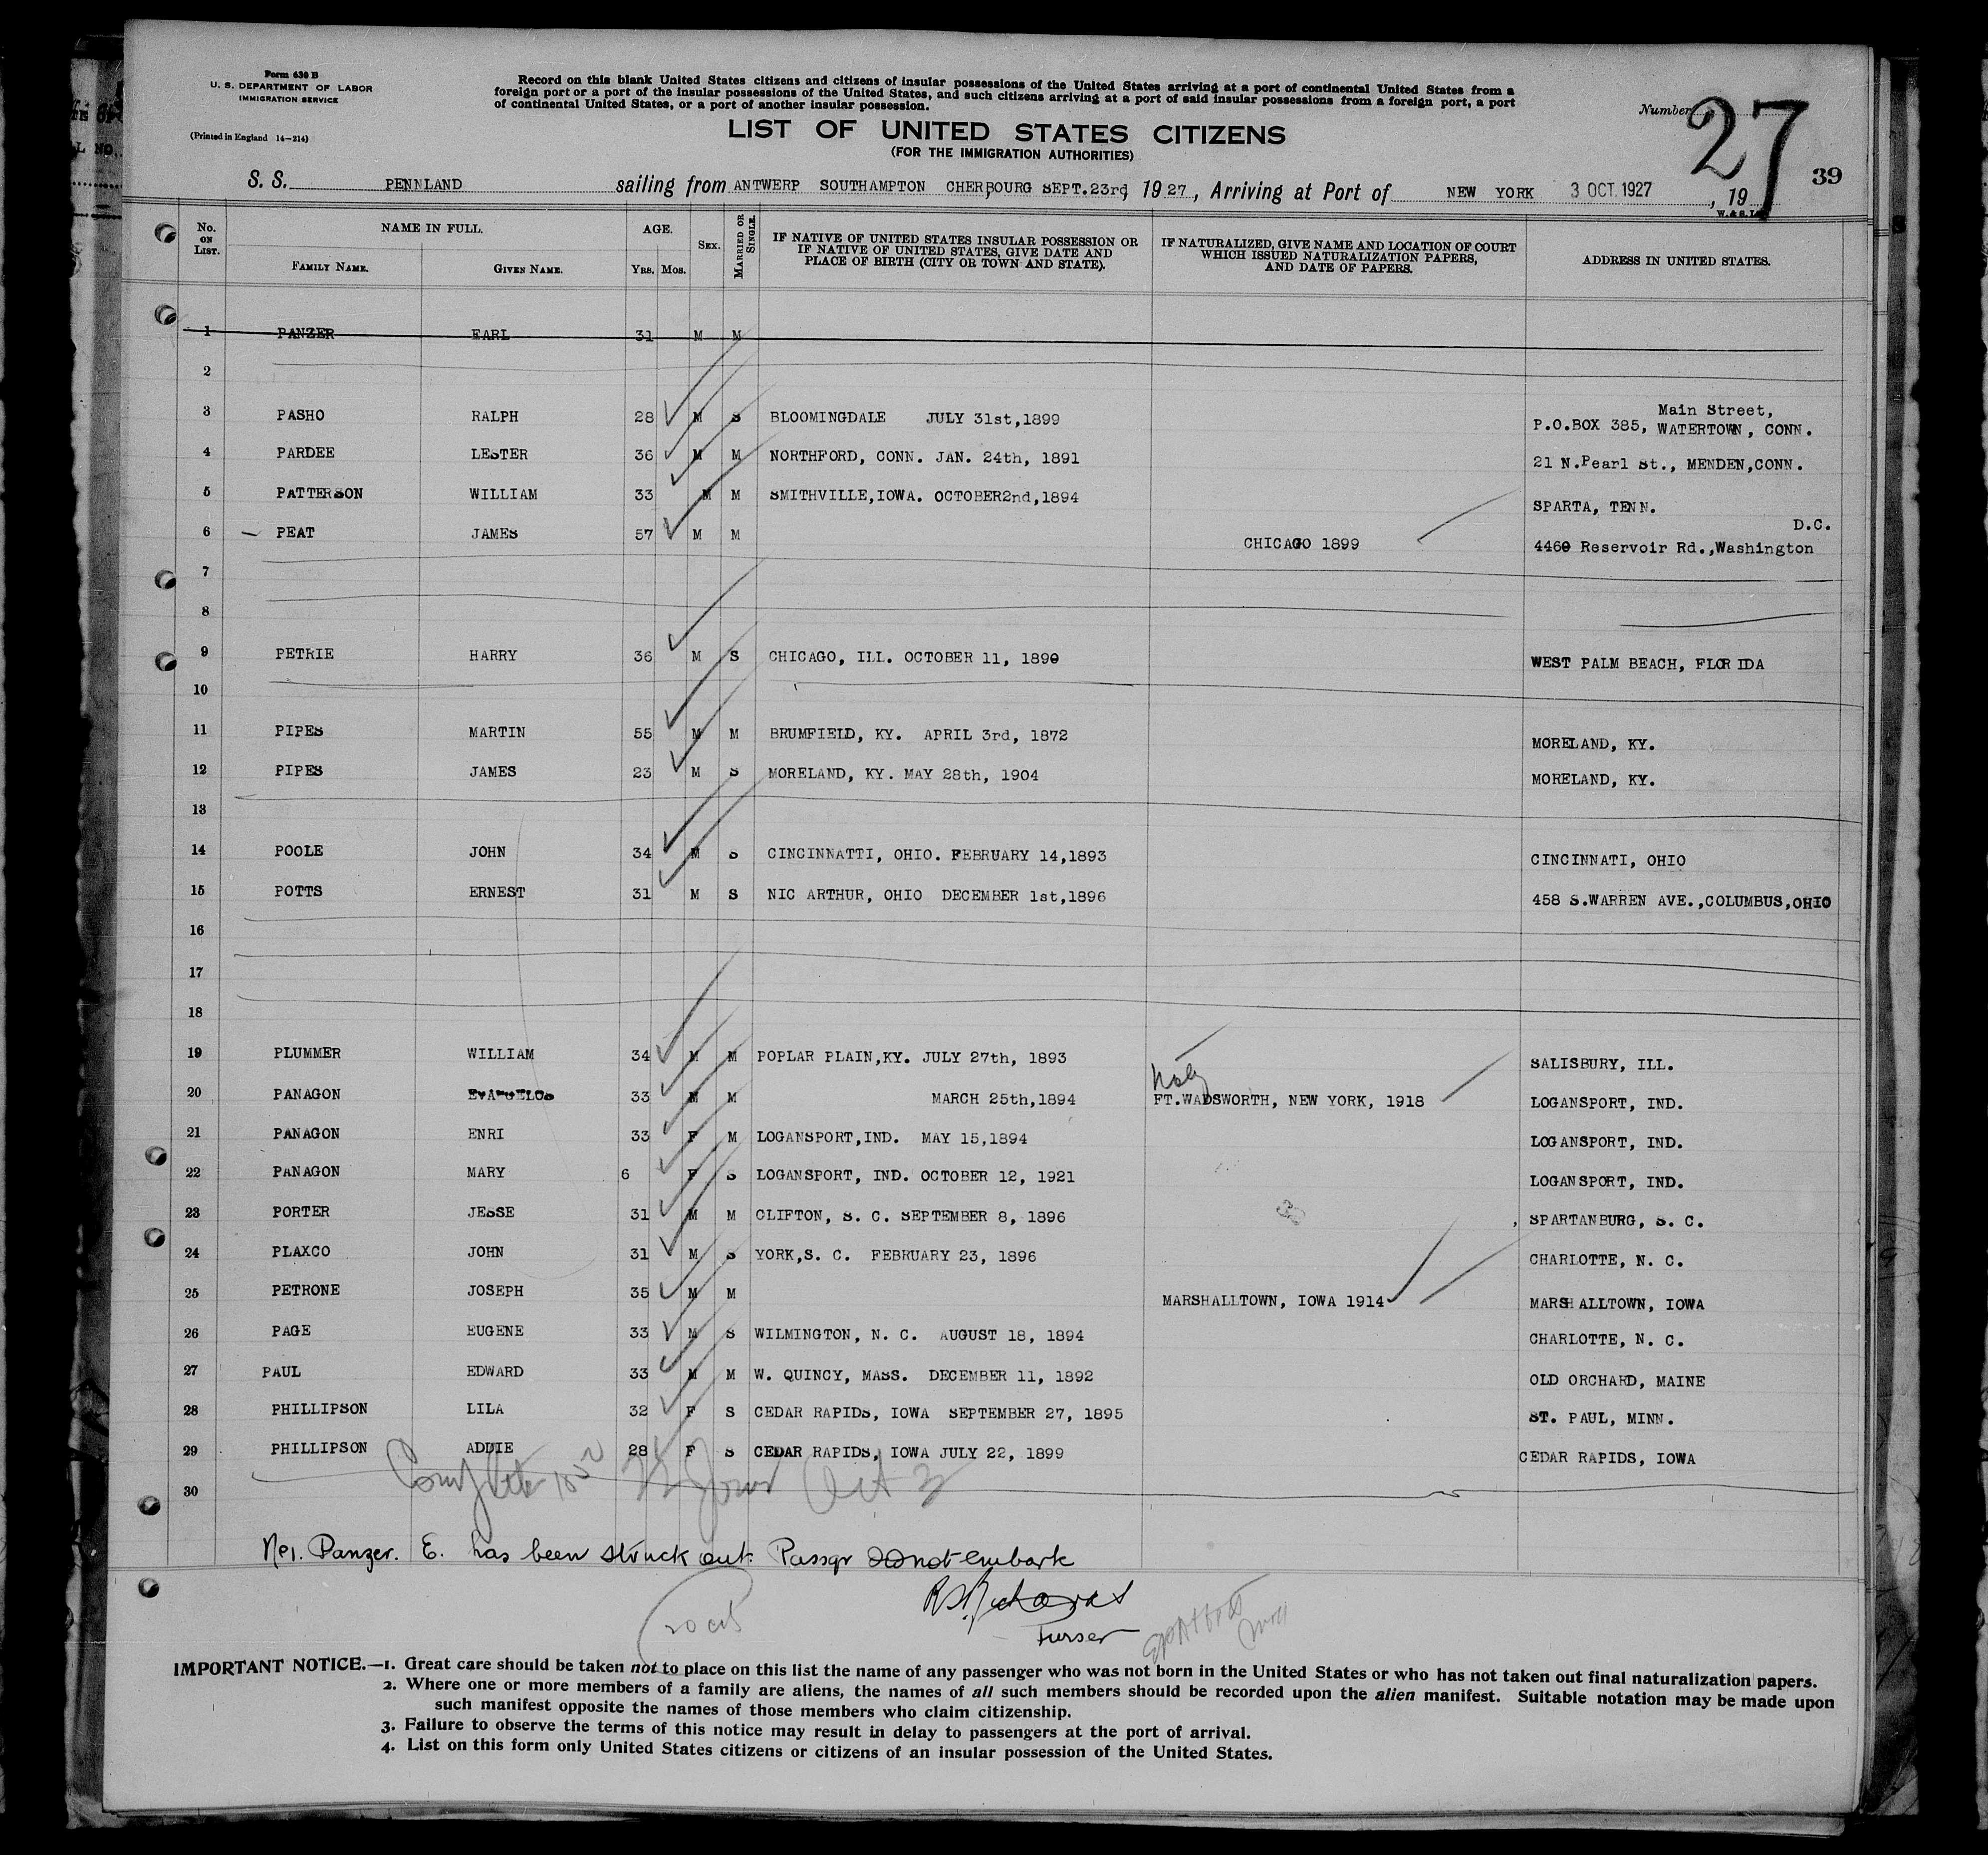 Form 630 B
U. S. DEPARTMENT OF LABOR
IMMIGRATION SERVICE
(Printed in England 14-214)
Record on this blank United States citizens and citizens of insular possessions of the United States arriving at a port of continental United States from a
foreign port or a port of the insular possessions of the United States, and such citizens arriving at a port of said insular possessions from a foreign port, a port
of continental United States, or a port of another insular possession.
LIST OF UNITED STATES CITIZENS
(FOR THE IMMIGRATION AUTHORITIES)
Number 27
39
S. S. PENNLAND sailing from ANTWERP SOUTHAMPTON CHERBOURG SEPT.23rd, 1927, Arriving at Port of NEW YORK 3 OCT. 1927, 19
No. ON LIST. NAME IN FULL. AGE. SEX. MARRIED OR SINGLE. IF NATIVE OF UNITED STATES INSULAR POSSESSION OR IF NATIVE OF UNITED STATES, GIVE DATE AND PLACE OF BIRTH (CITY OR TOWN AND STATE). IF NATURALIZED, GIVE NAME AND LOCATION OF COURT WHICH ISSUED NATURALIZATION PAPERS, AND DATE OF PAPERS. ADDRESS IN UNITED STATES.
FAMILY NAME. GIVEN NAME. YRS. MOS.
1 PANZER EARL 31 M M
2
3 PASHO RALPH 28 M S BLOOMINGDALE JULY 31st,1899 P.O.BOX 385, Main Street, WATERTOWN, CONN.
4 PARDEE LESTER 36 M M NORTHFORD, CONN. JAN. 24th, 1891 21 N.Pearl St., MENDEN,CONN.
5 PATTERSON WILLIAM 33 M M SMITHVILLE,IOWA. OCTOBER2nd,1894 SPARTA, TENN.
6 — PEAT JAMES 57 M M CHICAGO 1899 4460 Reservoir Rd.,Washington D.C.
7
8
9 PETRIE HARRY 36 M S CHICAGO, ILL. OCTOBER 11, 1890 WEST PALM BEACH, FLORIDA
10
11 PIPES MARTIN 55 M M BRUMFIELD, KY. APRIL 3rd, 1872 MORELAND, KY.
12 PIPES JAMES 23 M S MORELAND, KY. MAY 28th, 1904 MORELAND, KY.
13
14 POOLE JOHN 34 M S CINCINNATTI, OHIO. FEBRUARY 14,1893 CINCINNATI, OHIO
15 POTTS ERNEST 31 M S NIC ARTHUR, OHIO DECEMBER 1st,1896 458 S.WARREN AVE.,COLUMBUS,OHIO
16
17
18
19 PLUMMER WILLIAM 34 M M POPLAR PLAIN,KY. JULY 27th, 1893 SALISBURY, ILL.
20 PANAGON EVANGELOS 33 M M MARCH 25th,1894 FT.WADSWORTH, NEW YORK, 1918 LOGANSPORT, IND.
21 PANAGON ENRI 33 F M LOGANSPORT,IND. MAY 15,1894 LOGANSPORT, IND.
22 PANAGON MARY 6 F S LOGANSPORT, IND. OCTOBER 12, 1921 LOGANSPORT, IND.
23 PORTER JESSE 31 M M CLIFTON, S. C. SEPTEMBER 8, 1896 SPARTANBURG, S. C.
24 PLAXCO JOHN 31 M S YORK,S. C. FEBRUARY 23, 1896 CHARLOTTE, N. C.
25 PETRONE JOSEPH 35 M M MARSHALLTOWN, IOWA 1914 MARSHALLTOWN, IOWA
26 PAGE EUGENE 33 M S WILMINGTON, N. C. AUGUST 18, 1894 CHARLOTTE, N. C.
27 PAUL EDWARD 33 M M W. QUINCY, MASS. DECEMBER 11, 1892 OLD ORCHARD, MAINE
28 PHILLIPSON LILA 32 F S CEDAR RAPIDS, IOWA SEPTEMBER 27, 1895 ST. PAUL, MINN.
29 PHILLIPSON ADDIE 28 F S CEDAR RAPIDS, IOWA JULY 22, 1899 CEDAR RAPIDS, IOWA
30
Oct 3
No 1. Panzer. E. has been struck out. Passgr did not embark
Purser
IMPORTANT NOTICE.—1. Great care should be taken not to place on this list the name of any passenger who was not born in the United States or who has not taken out final naturalization papers.
2. Where one or more members of a family are aliens, the names of all such members should be recorded upon the alien manifest. Suitable notation may be made upon
such manifest opposite the names of those members who claim citizenship.
3. Failure to observe the terms of this notice may result in delay to passengers at the port of arrival.
4. List on this form only United States citizens or citizens of an insular possession of the United States.